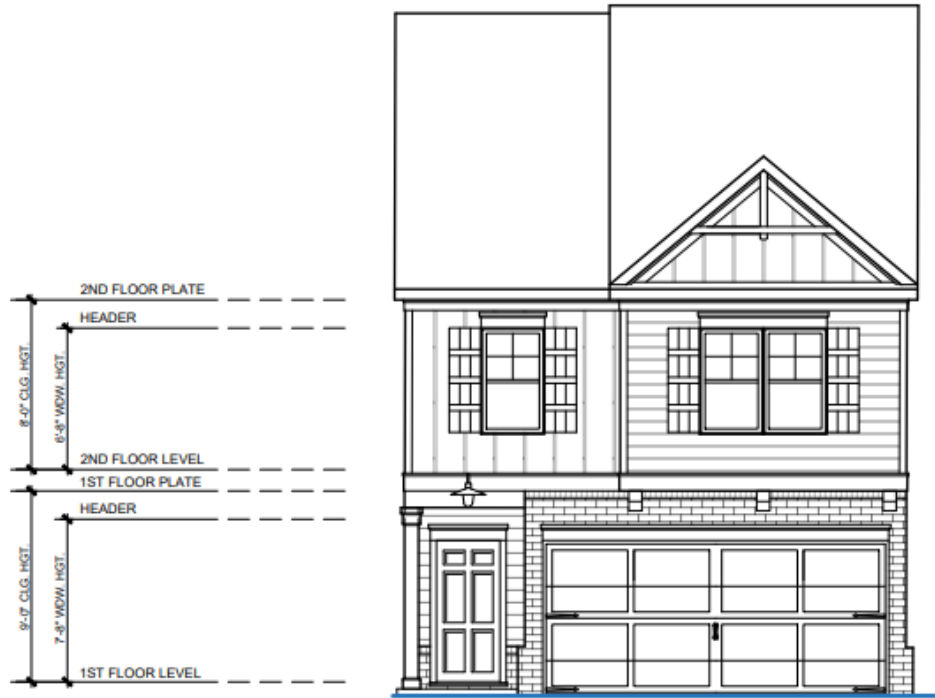 2ND FLOOR PLATE
HEADER
8'-0" CLG. HGT.
6'-8" WDW. HGT.
2ND FLOOR LEVEL
1ST FLOOR PLATE
HEADER
9'-0" CLG. HGT.
7'-8" WDW. HGT.
1ST FLOOR LEVEL